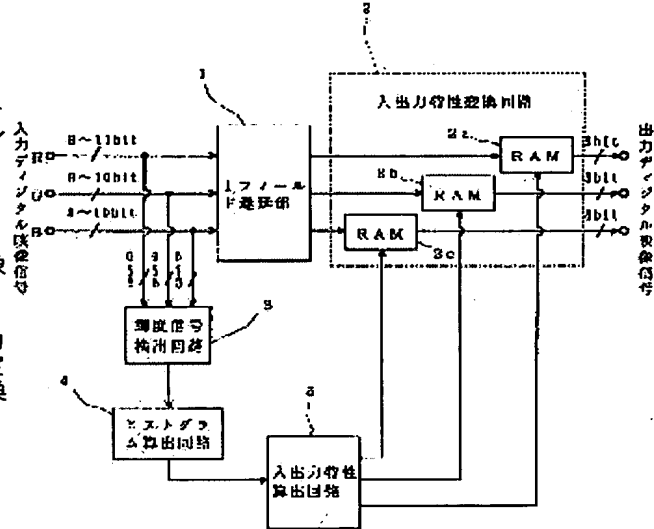 2
1
入出力特性変換回路
入力ディジタル映像信号
出力ディジタル映像信号
R
8~10bit
2a
RAM
8bit
G
8~10bit
1フィールド遅延部
2b
RAM
8bit
B
8~10bit
RAM
8bit
2c
3
輝度信号
検出回路
4
ヒストグラ
ム算出回路
5
入出力特性
算出回路